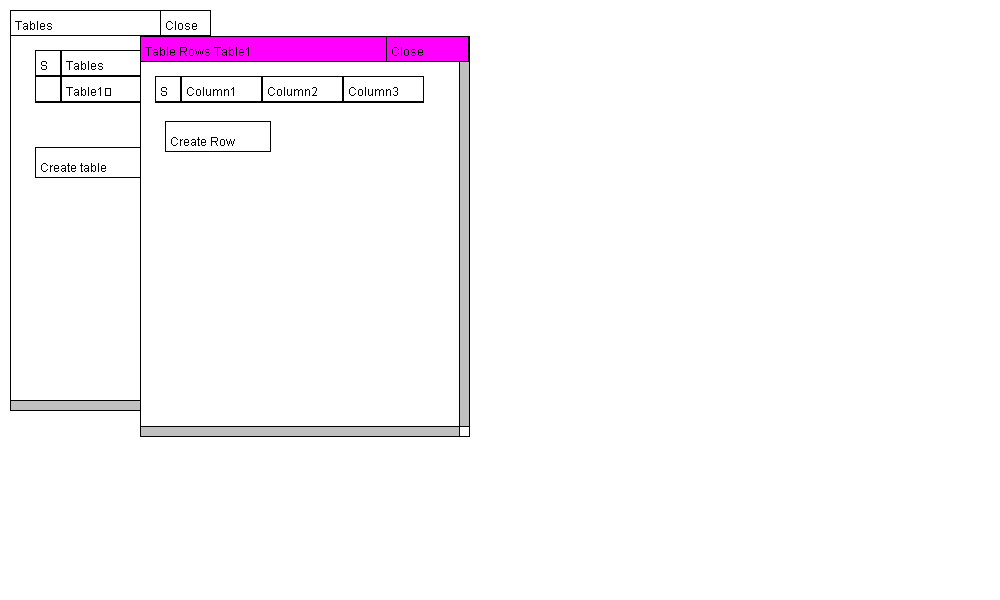 Tables Close
S Tables
Table1
Create table
Table Rows Table1 Close
S Column1 Column2 Column3
Create Row